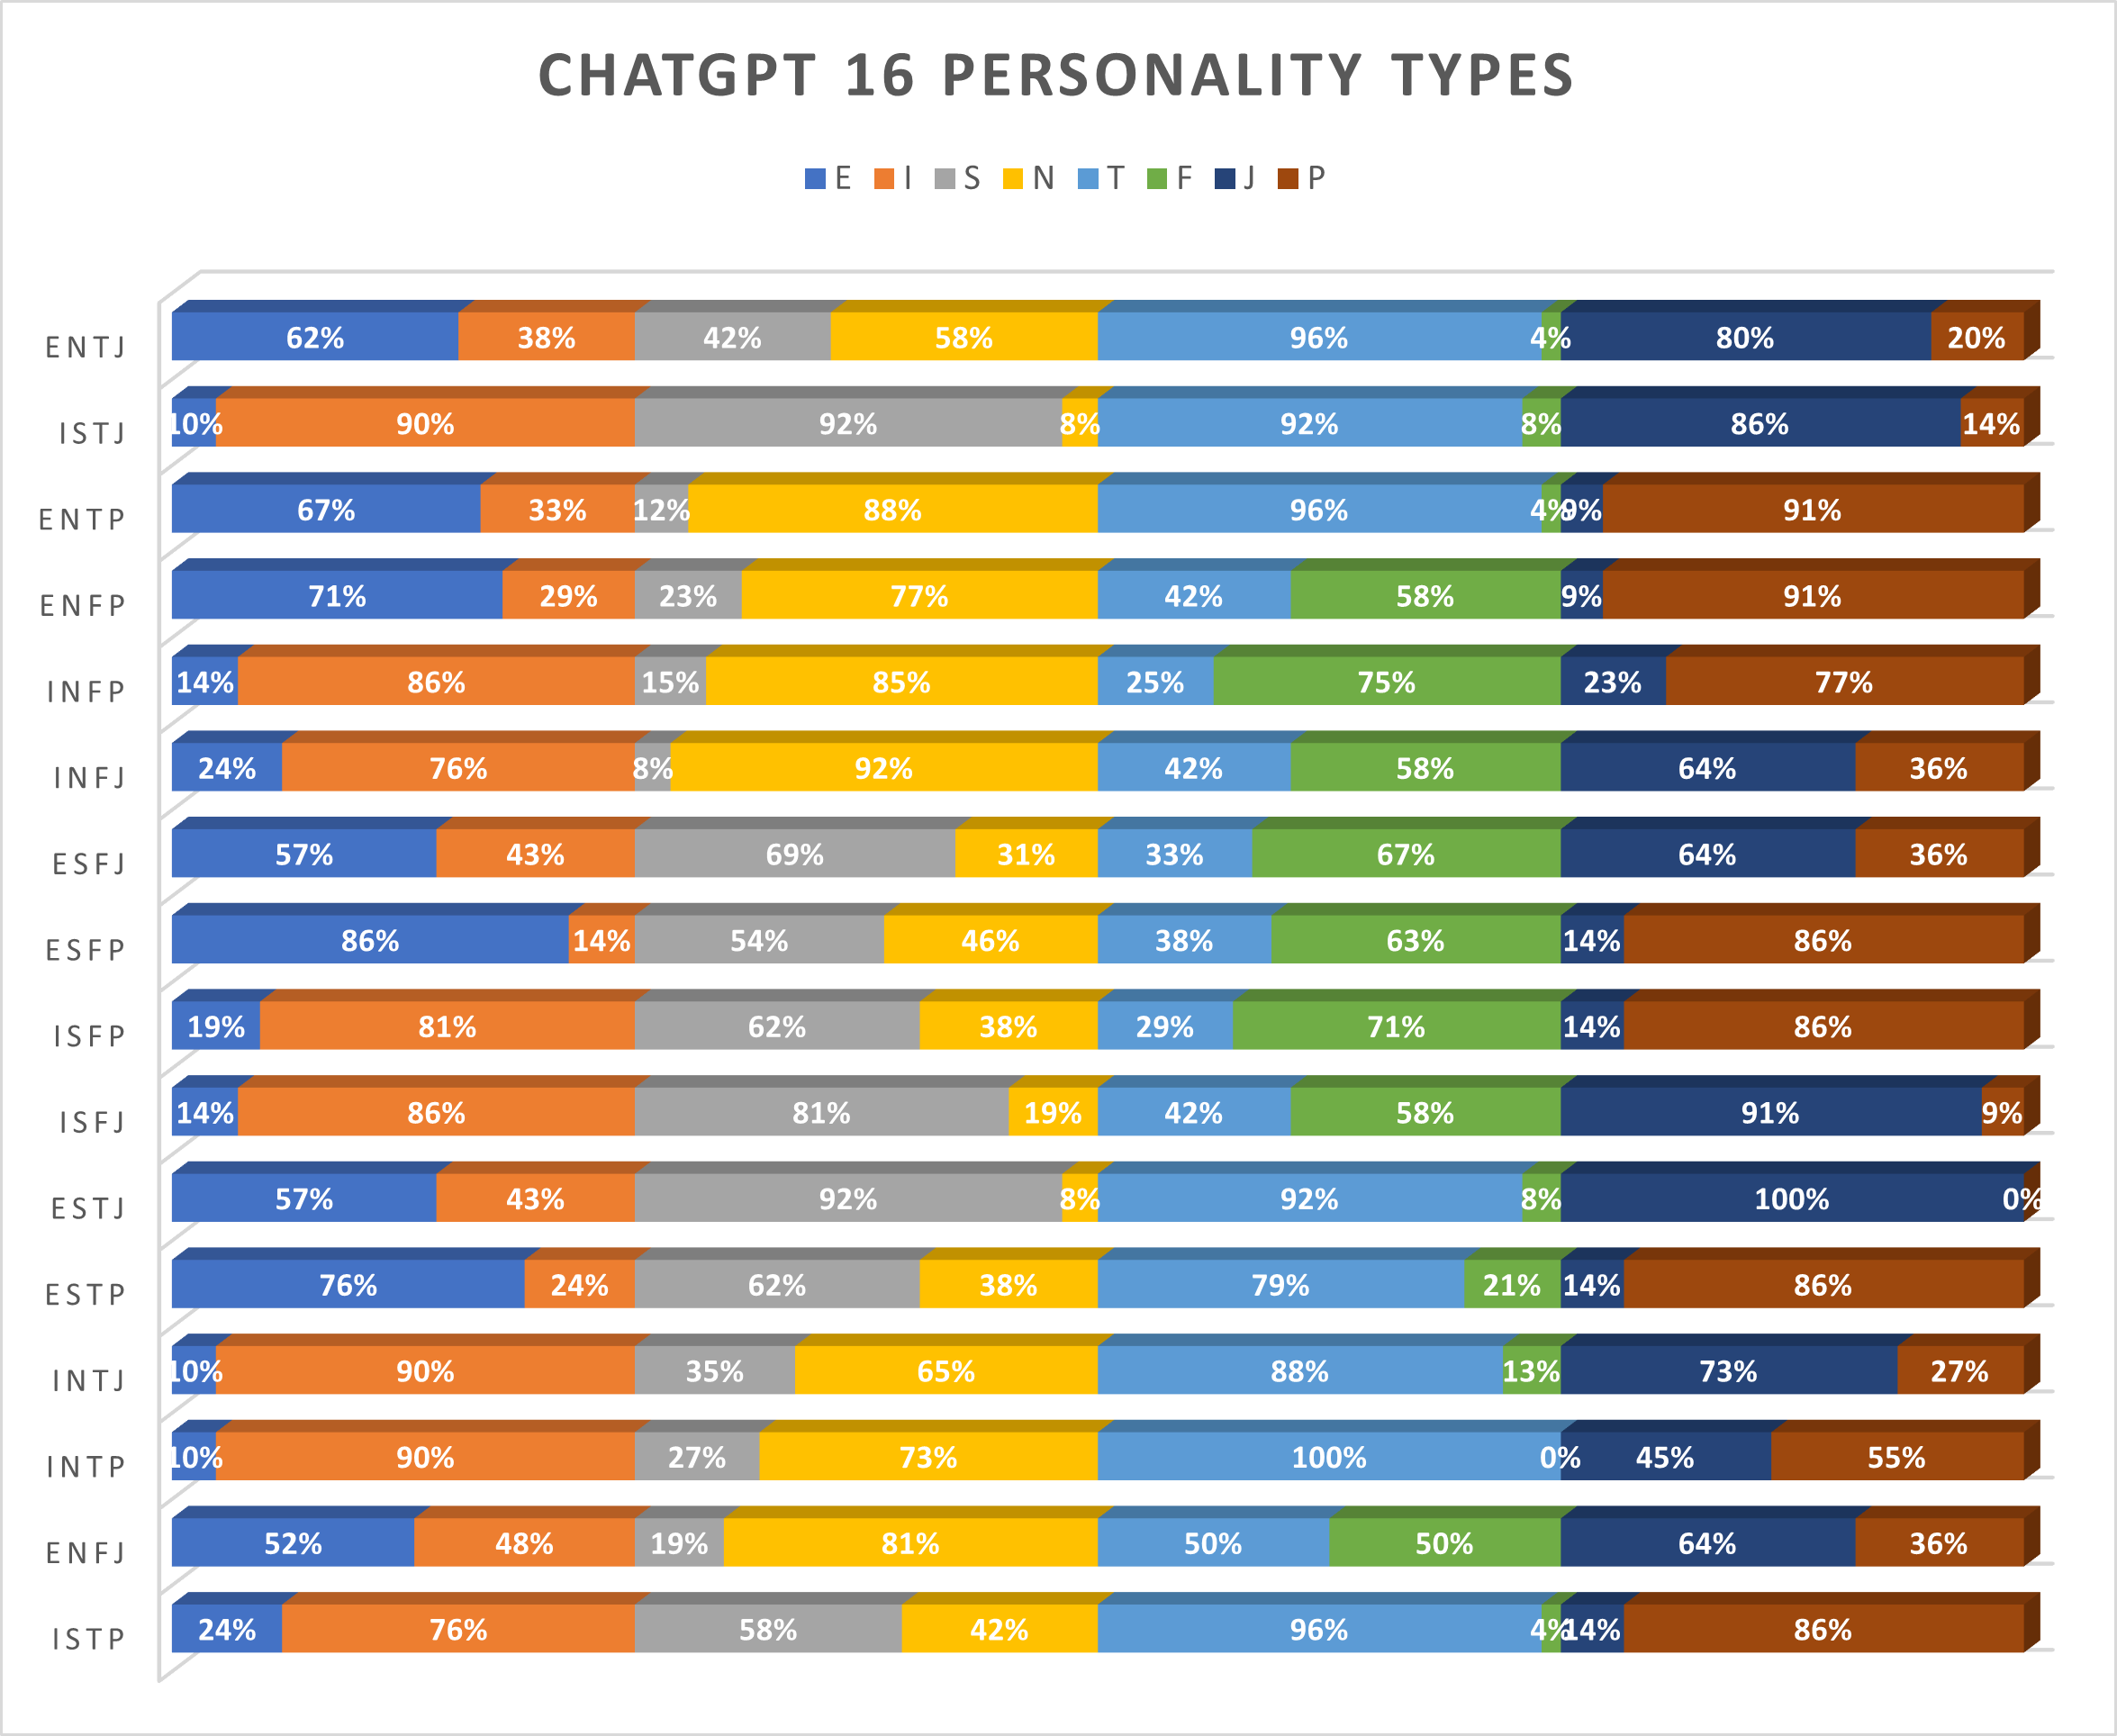 CHATGPT 16 PERSONALITY TYPES
E I S N T F J P
ENTJ 62% 38% 42% 58% 96% 4% 80% 20%
ISTJ 10% 90% 92% 8% 92% 8% 86% 14%
ENTP 67% 33% 12% 88% 96% 4% 9% 91%
ENFP 71% 29% 23% 77% 42% 58% 9% 91%
INFP 14% 86% 15% 85% 25% 75% 23% 77%
INFJ 24% 76% 8% 92% 42% 58% 64% 36%
ESFJ 57% 43% 69% 31% 33% 67% 64% 36%
ESFP 86% 14% 54% 46% 38% 63% 14% 86%
ISFP 19% 81% 62% 38% 29% 71% 14% 86%
ISFJ 14% 86% 81% 19% 42% 58% 91% 9%
ESTJ 57% 43% 92% 8% 92% 8% 100% 0%
ESTP 76% 24% 62% 38% 79% 21% 14% 86%
INTJ 10% 90% 35% 65% 88% 13% 73% 27%
INTP 10% 90% 27% 73% 100% 0% 45% 55%
ENFJ 52% 48% 19% 81% 50% 50% 64% 36%
ISTP 24% 76% 58% 42% 96% 4% 14% 86%